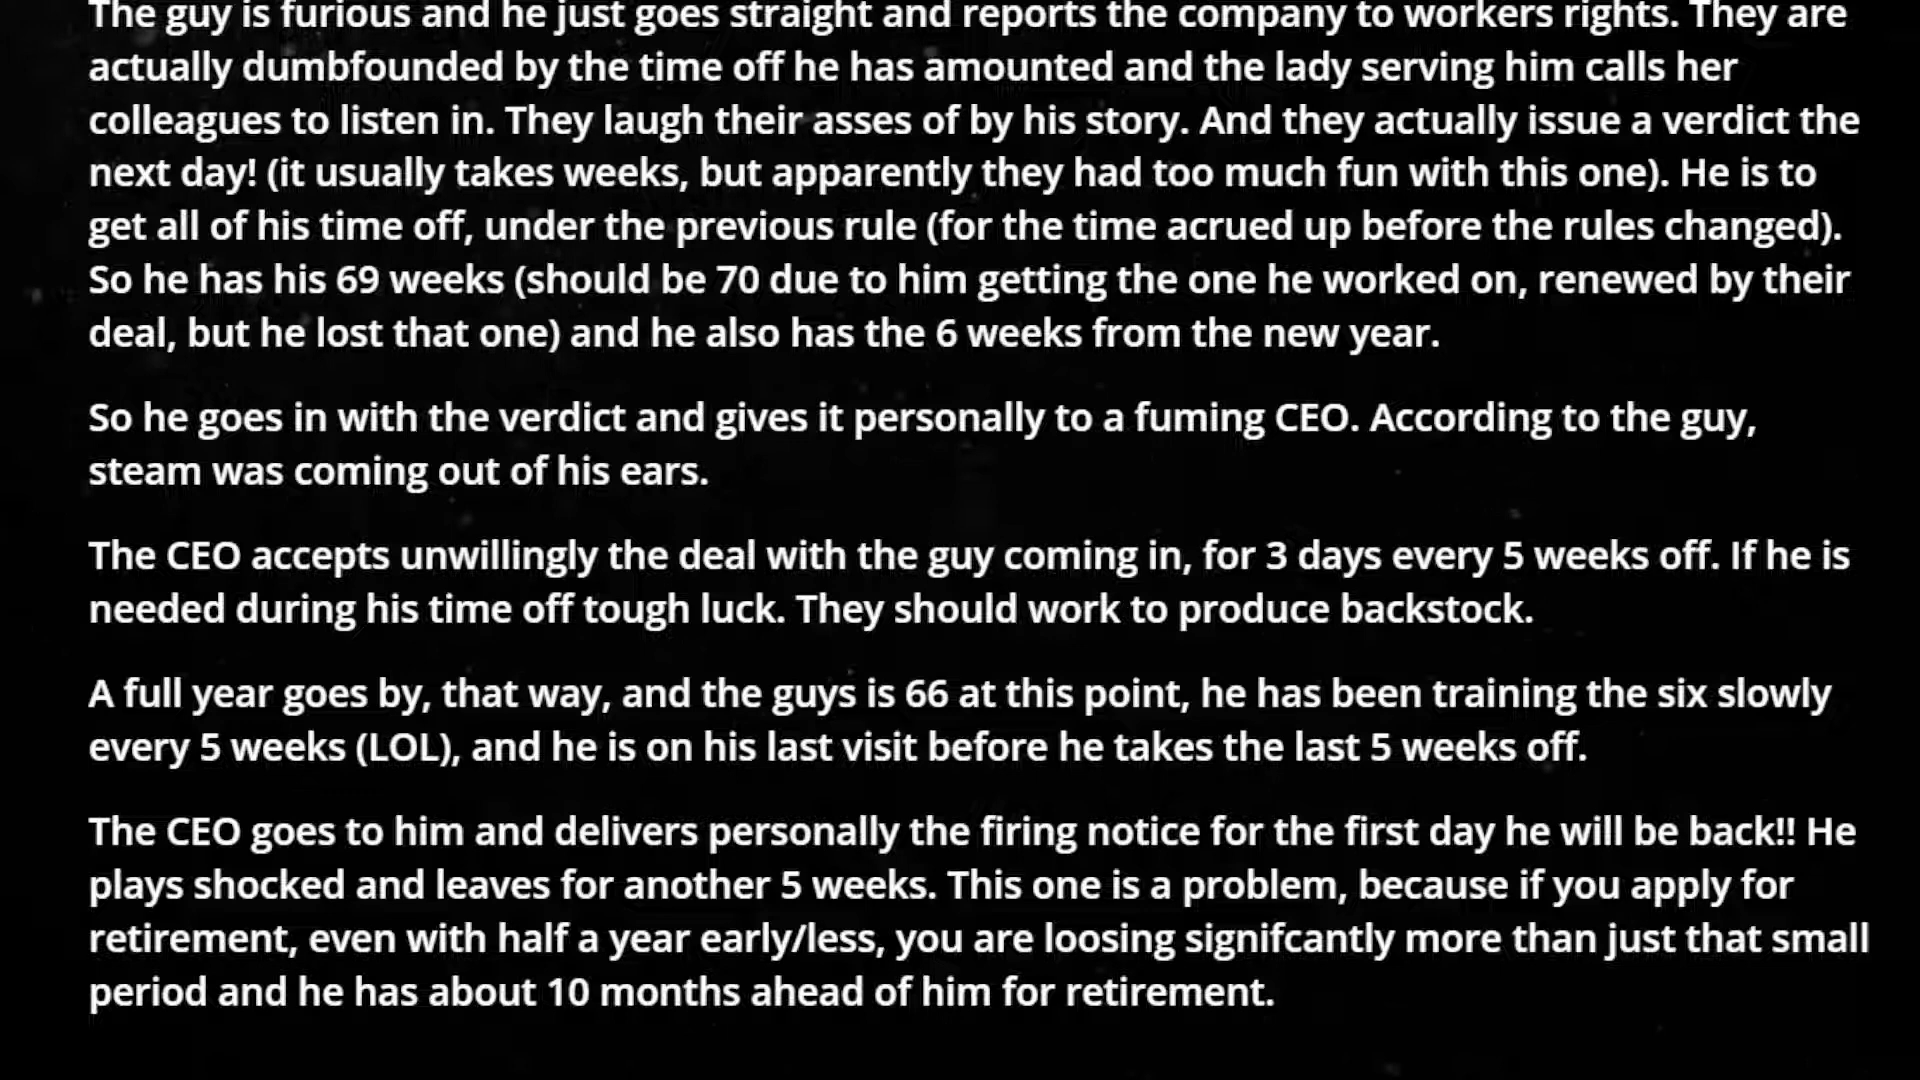 The guy is furious and he just goes straight and reports the company to workers rights. They are
actually dumbfounded by the time off he has amounted and the lady serving him calls her
colleagues to listen in. They laugh their asses of by his story. And they actually issue a verdict the
next day! (it usually takes weeks, but apparently they had too much fun with this one). He is to
get all of his time off, under the previous rule (for the time acrued up before the rules changed).
So he has his 69 weeks (should be 70 due to him getting the one he worked on, renewed by their
deal, but he lost that one) and he also has the 6 weeks from the new year.
So he goes in with the verdict and gives it personally to a fuming CEO. According to the guy,
steam was coming out of his ears.
The CEO accepts unwillingly the deal with the guy coming in, for 3 days every 5 weeks off. If he is
needed during his time off tough luck. They should work to produce backstock.
A full year goes by, that way, and the guys is 66 at this point, he has been training the six slowly
every 5 weeks (LOL), and he is on his last visit before he takes the last 5 weeks off.
The CEO goes to him and delivers personally the firing notice for the first day he will be back!! He
plays shocked and leaves for another 5 weeks. This one is a problem, because if you apply for
retirement, even with half a year early/less, you are loosing signifcantly more than just that small
period and he has about 10 months ahead of him for retirement.